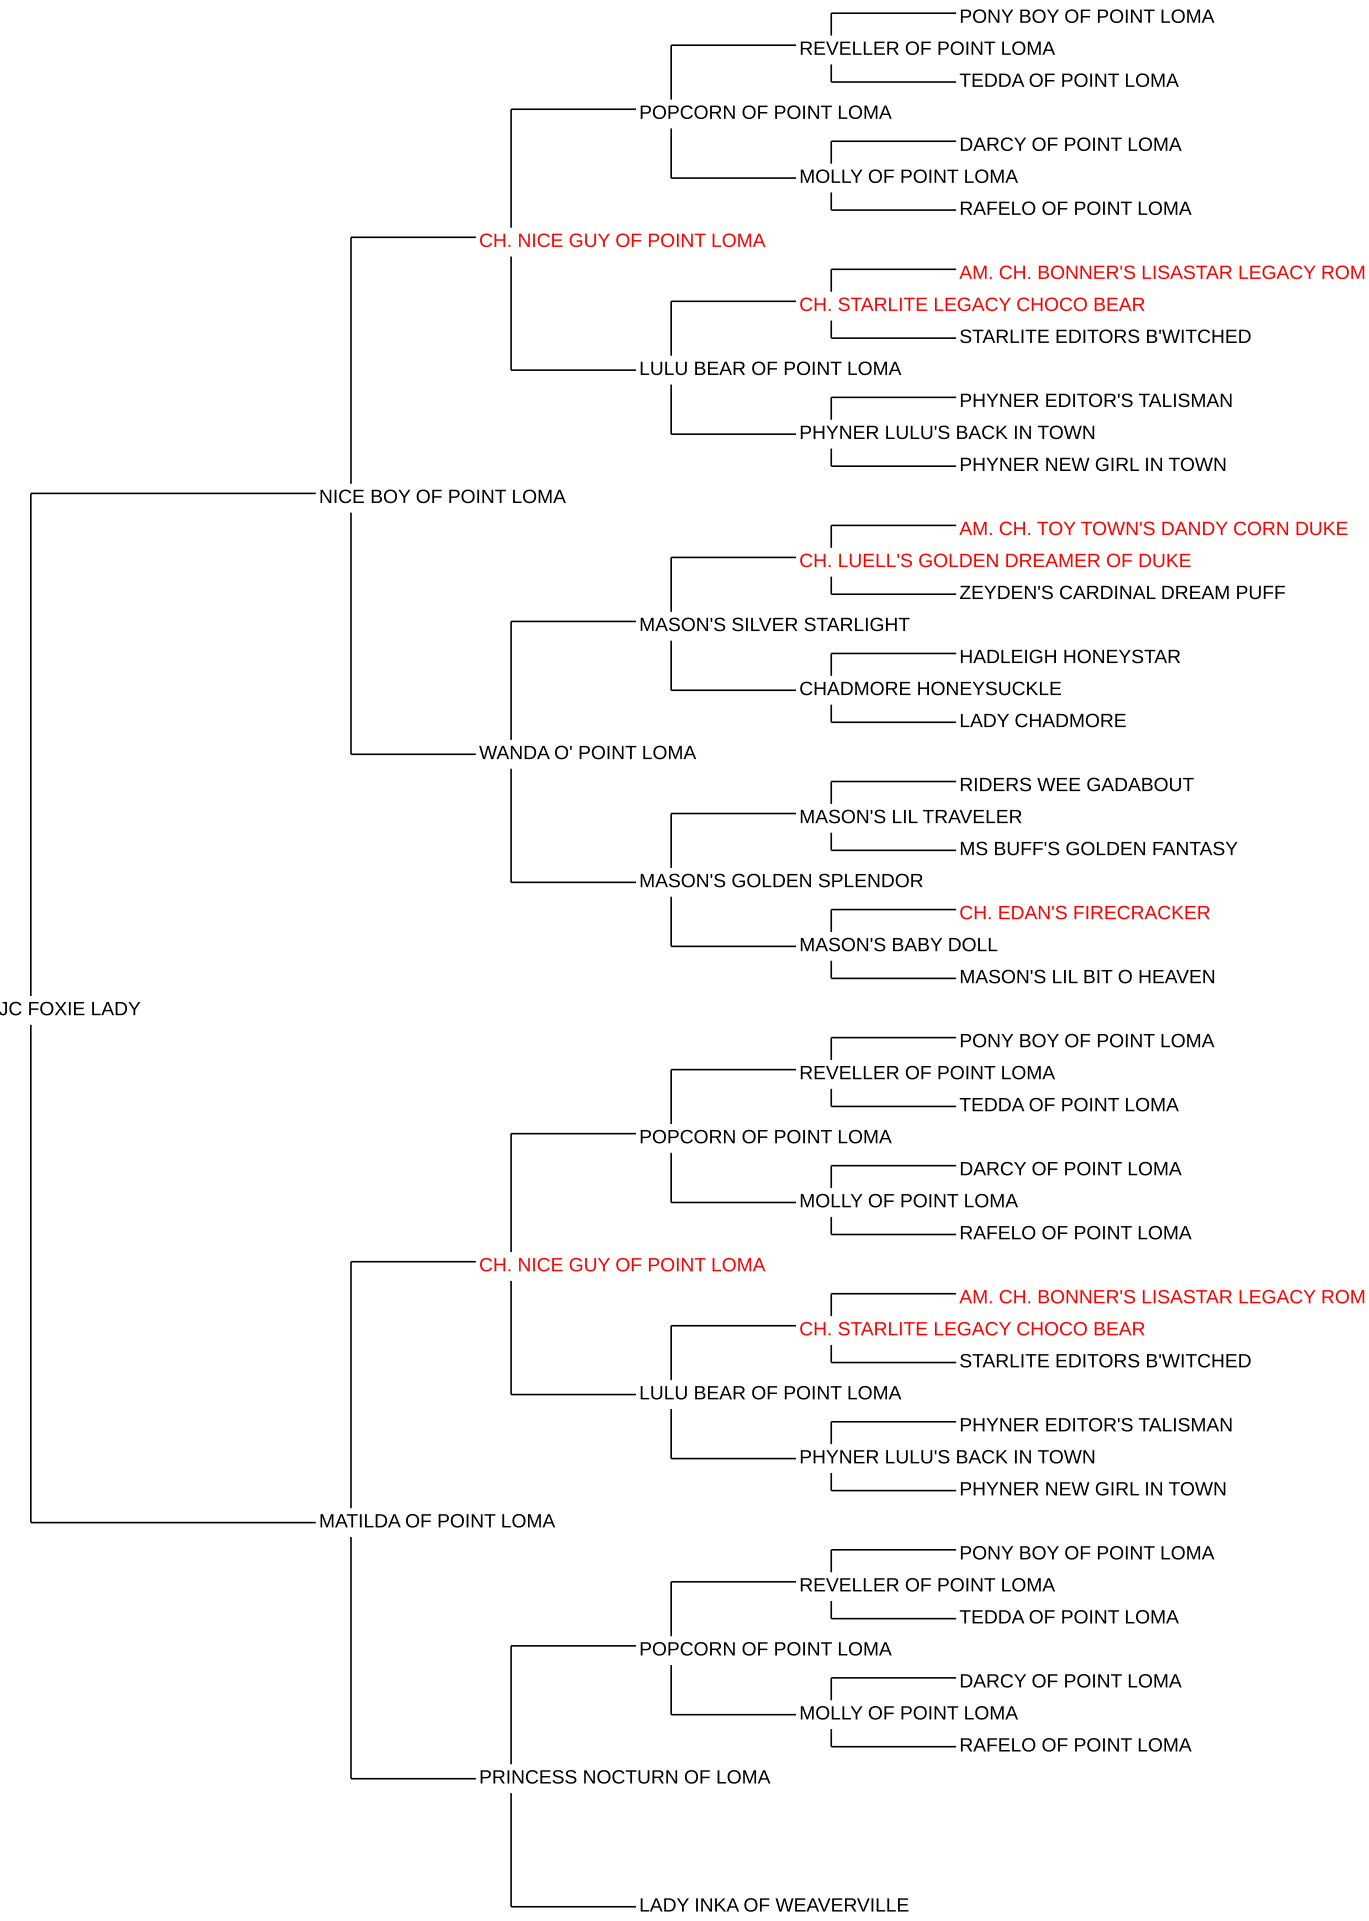 PONY BOY OF POINT LOMA
REVELLER OF POINT LOMA
TEDDA OF POINT LOMA
POPCORN OF POINT LOMA
DARCY OF POINT LOMA
MOLLY OF POINT LOMA
RAFELO OF POINT LOMA
CH. NICE GUY OF POINT LOMA
AM. CH. BONNER'S LISASTAR LEGACY ROM
CH. STARLITE LEGACY CHOCO BEAR
STARLITE EDITORS B'WITCHED
LULU BEAR OF POINT LOMA
PHYNER EDITOR'S TALISMAN
PHYNER LULU'S BACK IN TOWN
PHYNER NEW GIRL IN TOWN
NICE BOY OF POINT LOMA
AM. CH. TOY TOWN'S DANDY CORN DUKE
CH. LUELL'S GOLDEN DREAMER OF DUKE
ZEYDEN'S CARDINAL DREAM PUFF
MASON'S SILVER STARLIGHT
HADLEIGH HONEYSTAR
CHADMORE HONEYSUCKLE
LADY CHADMORE
WANDA O' POINT LOMA
RIDERS WEE GADABOUT
MASON'S LIL TRAVELER
MS BUFF'S GOLDEN FANTASY
MASON'S GOLDEN SPLENDOR
CH. EDAN'S FIRECRACKER
MASON'S BABY DOLL
MASON'S LIL BIT O HEAVEN
JC FOXIE LADY
PONY BOY OF POINT LOMA
REVELLER OF POINT LOMA
TEDDA OF POINT LOMA
POPCORN OF POINT LOMA
DARCY OF POINT LOMA
MOLLY OF POINT LOMA
RAFELO OF POINT LOMA
CH. NICE GUY OF POINT LOMA
AM. CH. BONNER'S LISASTAR LEGACY ROM
CH. STARLITE LEGACY CHOCO BEAR
STARLITE EDITORS B'WITCHED
LULU BEAR OF POINT LOMA
PHYNER EDITOR'S TALISMAN
PHYNER LULU'S BACK IN TOWN
PHYNER NEW GIRL IN TOWN
MATILDA OF POINT LOMA
PONY BOY OF POINT LOMA
REVELLER OF POINT LOMA
TEDDA OF POINT LOMA
POPCORN OF POINT LOMA
DARCY OF POINT LOMA
MOLLY OF POINT LOMA
RAFELO OF POINT LOMA
PRINCESS NOCTURN OF LOMA
LADY INKA OF WEAVERVILLE